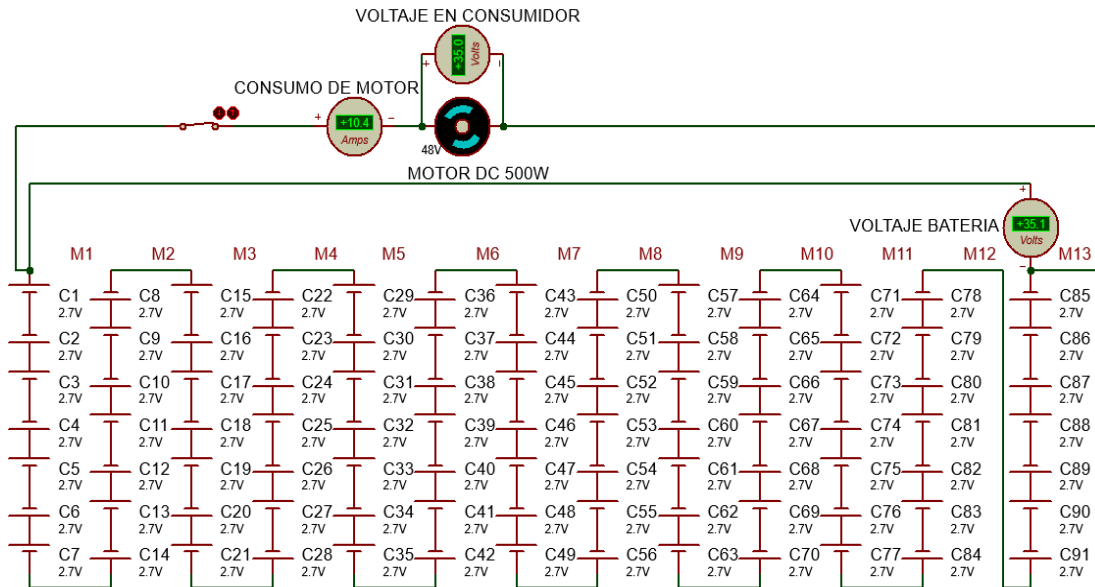 VOLTAJE EN CONSUMIDOR
+35.0
Volts
CONSUMO DE MOTOR
+10.4
Amps
48V
MOTOR DC 500W
VOLTAJE BATERIA
+35.1
Volts
M1 M2 M3 M4 M5 M6 M7 M8 M9 M10 M11 M12 M13
C1 C8 C15 C22 C29 C36 C43 C50 C57 C64 C71 C78 C85
2.7V 2.7V 2.7V 2.7V 2.7V 2.7V 2.7V 2.7V 2.7V 2.7V 2.7V 2.7V 2.7V
C2 C9 C16 C23 C30 C37 C44 C51 C58 C65 C72 C79 C86
2.7V 2.7V 2.7V 2.7V 2.7V 2.7V 2.7V 2.7V 2.7V 2.7V 2.7V 2.7V 2.7V
C3 C10 C17 C24 C31 C38 C45 C52 C59 C66 C73 C80 C87
2.7V 2.7V 2.7V 2.7V 2.7V 2.7V 2.7V 2.7V 2.7V 2.7V 2.7V 2.7V 2.7V
C4 C11 C18 C25 C32 C39 C46 C53 C60 C67 C74 C81 C88
2.7V 2.7V 2.7V 2.7V 2.7V 2.7V 2.7V 2.7V 2.7V 2.7V 2.7V 2.7V 2.7V
C5 C12 C19 C26 C33 C40 C47 C54 C61 C68 C75 C82 C89
2.7V 2.7V 2.7V 2.7V 2.7V 2.7V 2.7V 2.7V 2.7V 2.7V 2.7V 2.7V 2.7V
C6 C13 C20 C27 C34 C41 C48 C55 C62 C69 C76 C83 C90
2.7V 2.7V 2.7V 2.7V 2.7V 2.7V 2.7V 2.7V 2.7V 2.7V 2.7V 2.7V 2.7V
C7 C14 C21 C28 C35 C42 C49 C56 C63 C70 C77 C84 C91
2.7V 2.7V 2.7V 2.7V 2.7V 2.7V 2.7V 2.7V 2.7V 2.7V 2.7V 2.7V 2.7V